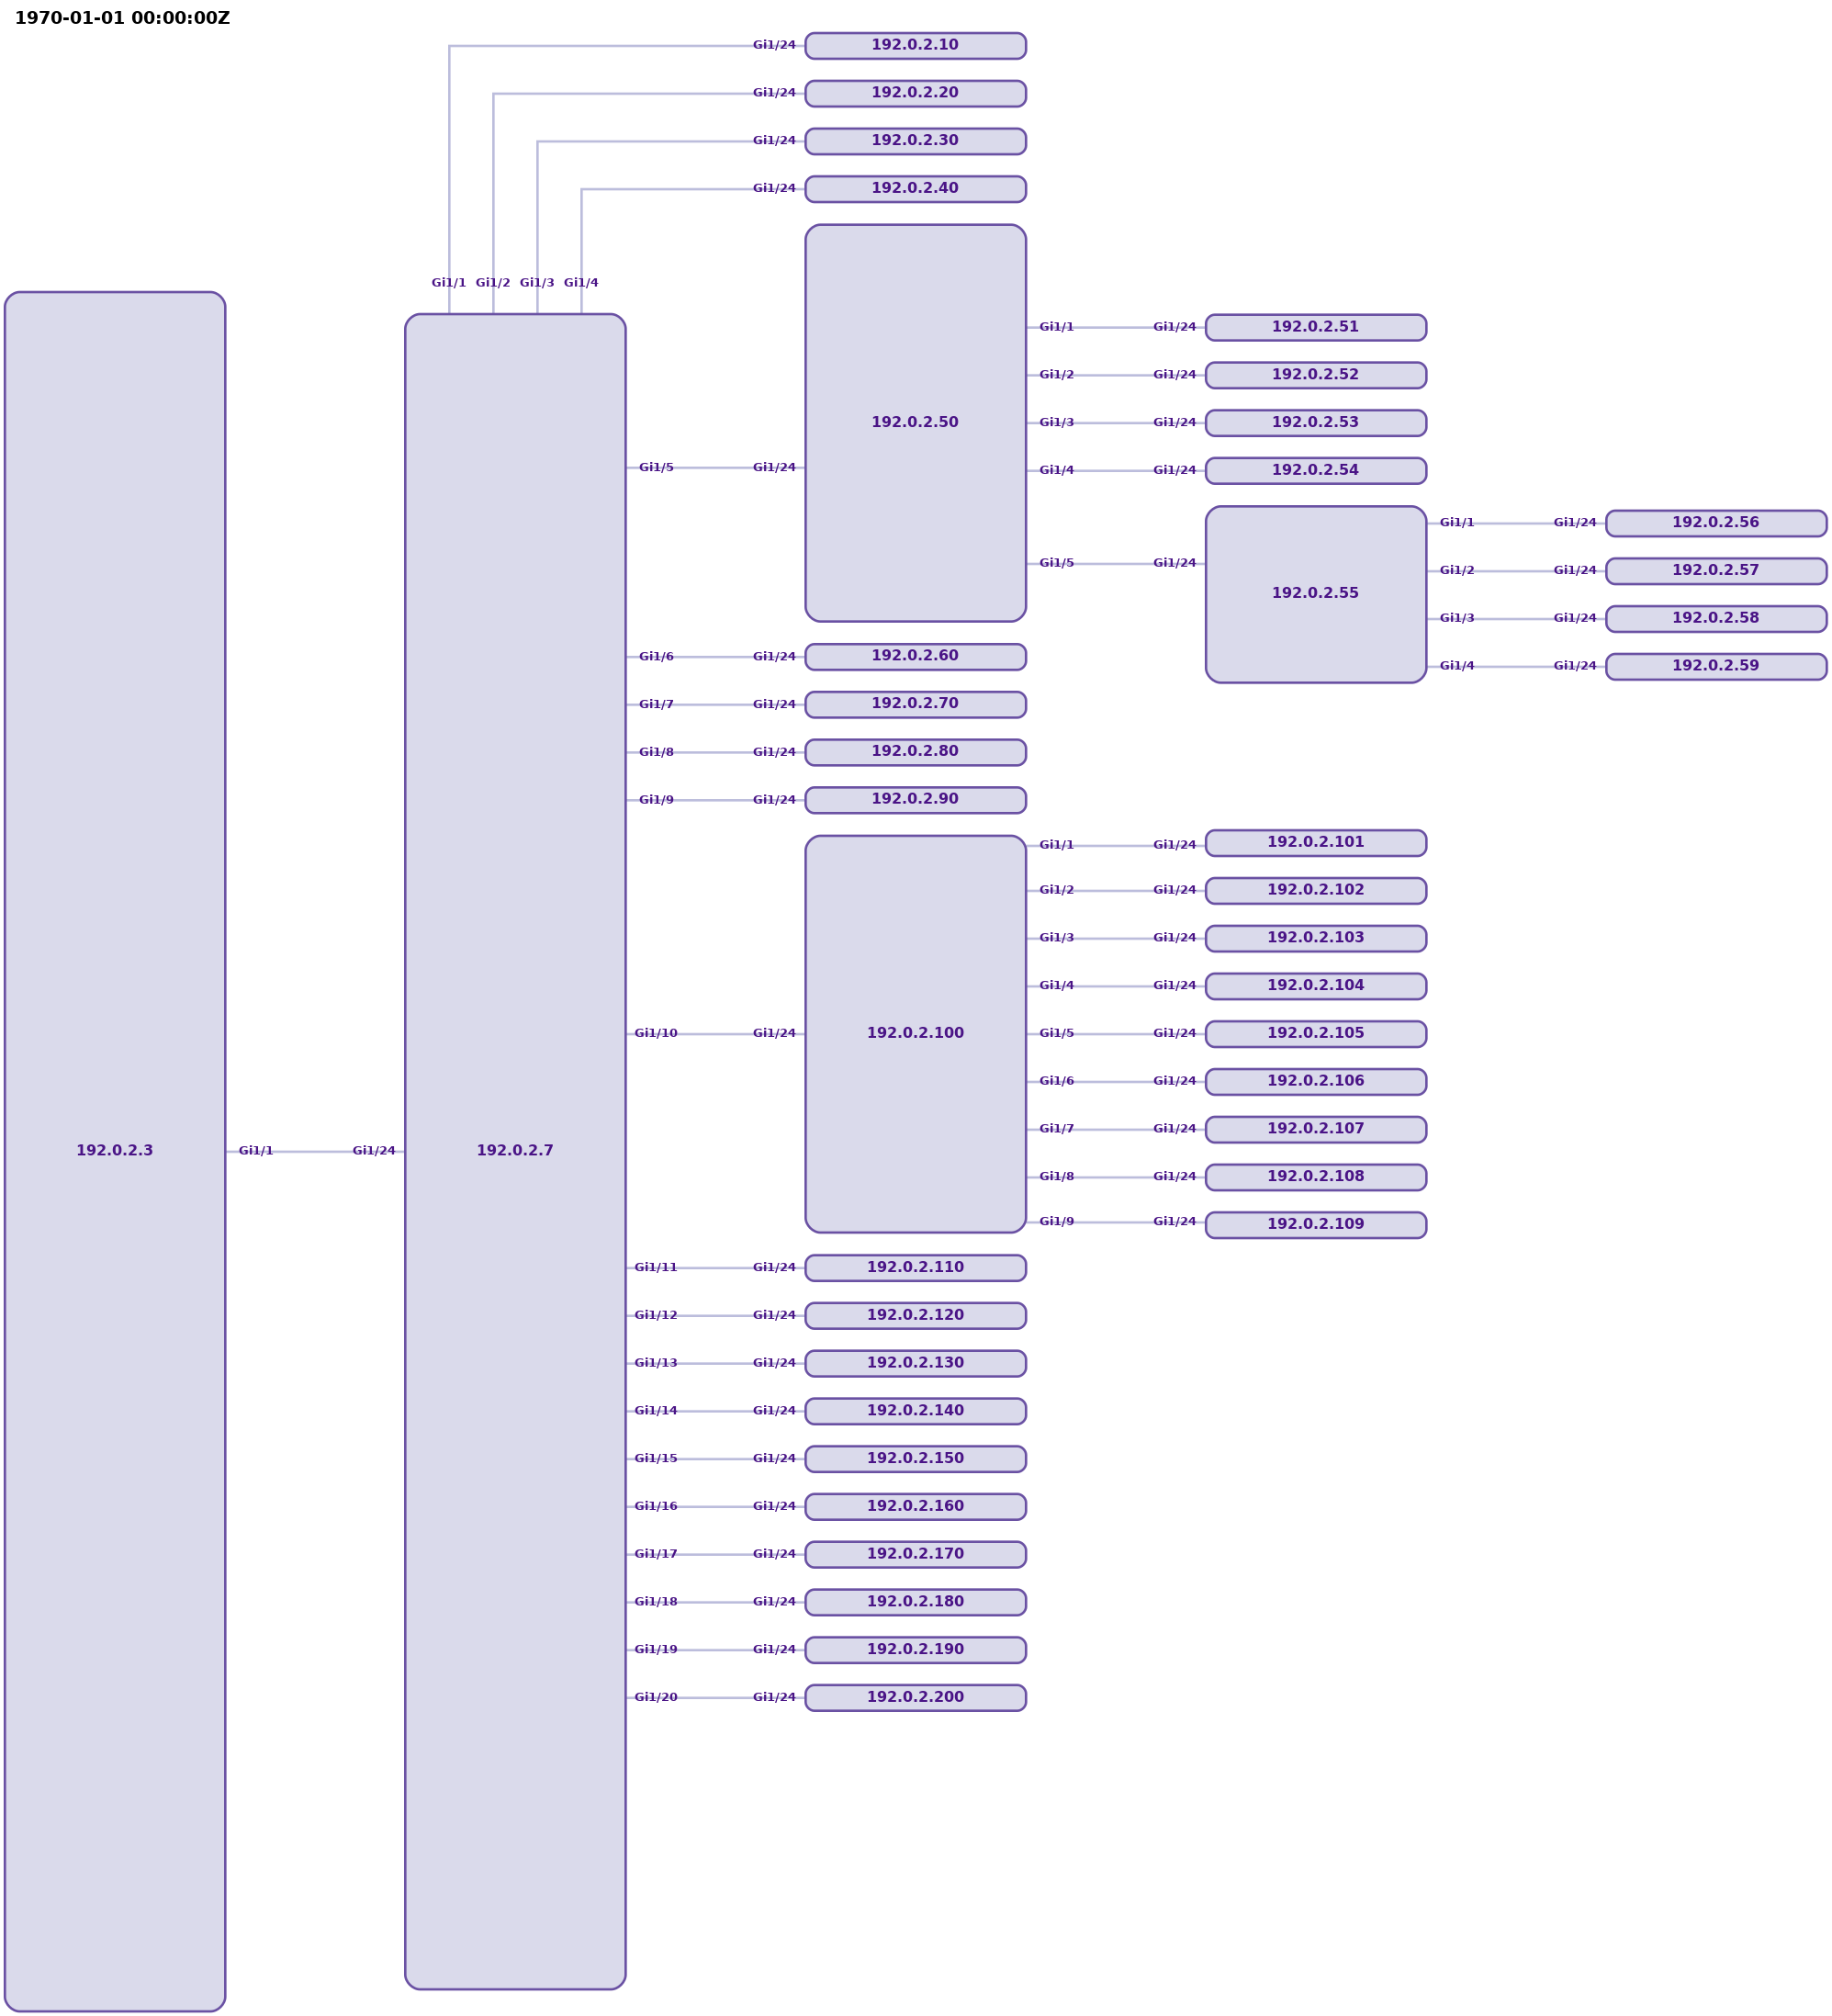 1970-01-01 00:00:00Z
Gi1/24 192.0.2.10
Gi1/24 192.0.2.20
Gi1/24 192.0.2.30
Gi1/24 192.0.2.40
Gi1/1 Gi1/2 Gi1/3 Gi1/4
Gi1/1 Gi1/24 192.0.2.51
Gi1/2 Gi1/24 192.0.2.52
192.0.2.50 Gi1/3 Gi1/24 192.0.2.53
Gi1/5 Gi1/24 Gi1/4 Gi1/24 192.0.2.54
Gi1/1 Gi1/24 192.0.2.56
Gi1/5 Gi1/24 Gi1/2 Gi1/24 192.0.2.57
192.0.2.55
Gi1/3 Gi1/24 192.0.2.58
Gi1/6 Gi1/24 192.0.2.60 Gi1/4 Gi1/24 192.0.2.59
Gi1/7 Gi1/24 192.0.2.70
Gi1/8 Gi1/24 192.0.2.80
Gi1/9 Gi1/24 192.0.2.90
Gi1/1 Gi1/24 192.0.2.101
Gi1/2 Gi1/24 192.0.2.102
Gi1/3 Gi1/24 192.0.2.103
Gi1/4 Gi1/24 192.0.2.104
Gi1/10 Gi1/24 192.0.2.100 Gi1/5 Gi1/24 192.0.2.105
Gi1/6 Gi1/24 192.0.2.106
Gi1/7 Gi1/24 192.0.2.107
192.0.2.3 Gi1/1 Gi1/24 192.0.2.7
Gi1/8 Gi1/24 192.0.2.108
Gi1/9 Gi1/24 192.0.2.109
Gi1/11 Gi1/24 192.0.2.110
Gi1/12 Gi1/24 192.0.2.120
Gi1/13 Gi1/24 192.0.2.130
Gi1/14 Gi1/24 192.0.2.140
Gi1/15 Gi1/24 192.0.2.150
Gi1/16 Gi1/24 192.0.2.160
Gi1/17 Gi1/24 192.0.2.170
Gi1/18 Gi1/24 192.0.2.180
Gi1/19 Gi1/24 192.0.2.190
Gi1/20 Gi1/24 192.0.2.200